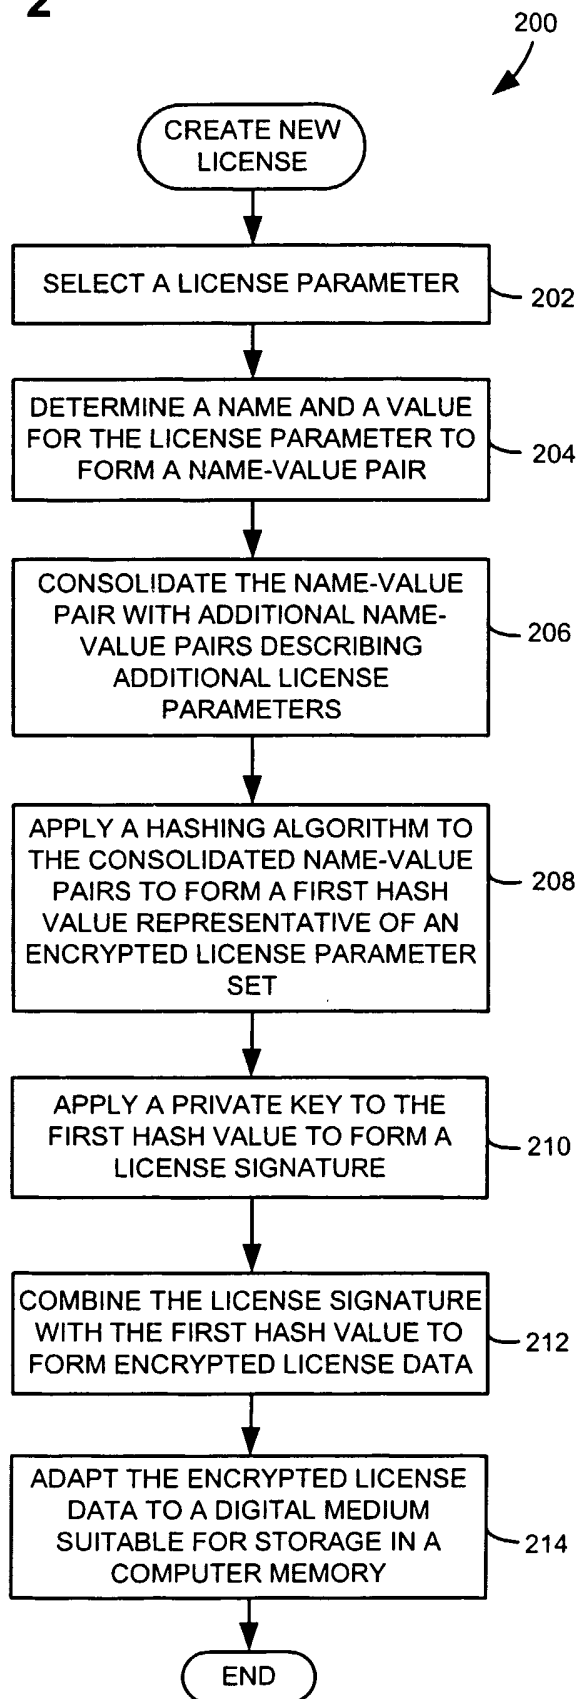 2
200
CREATE NEW
LICENSE
SELECT A LICENSE PARAMETER
202
DETERMINE A NAME AND A VALUE
FOR THE LICENSE PARAMETER TO
FORM A NAME-VALUE PAIR
204
CONSOLIDATE THE NAME-VALUE
PAIR WITH ADDITIONAL NAME-
VALUE PAIRS DESCRIBING
ADDITIONAL LICENSE
PARAMETERS
206
APPLY A HASHING ALGORITHM TO
THE CONSOLIDATED NAME-VALUE
PAIRS TO FORM A FIRST HASH
VALUE REPRESENTATIVE OF AN
ENCRYPTED LICENSE PARAMETER
SET
208
APPLY A PRIVATE KEY TO THE
FIRST HASH VALUE TO FORM A
LICENSE SIGNATURE
210
COMBINE THE LICENSE SIGNATURE
WITH THE FIRST HASH VALUE TO
FORM ENCRYPTED LICENSE DATA
212
ADAPT THE ENCRYPTED LICENSE
DATA TO A DIGITAL MEDIUM
SUITABLE FOR STORAGE IN A
COMPUTER MEMORY
214
END